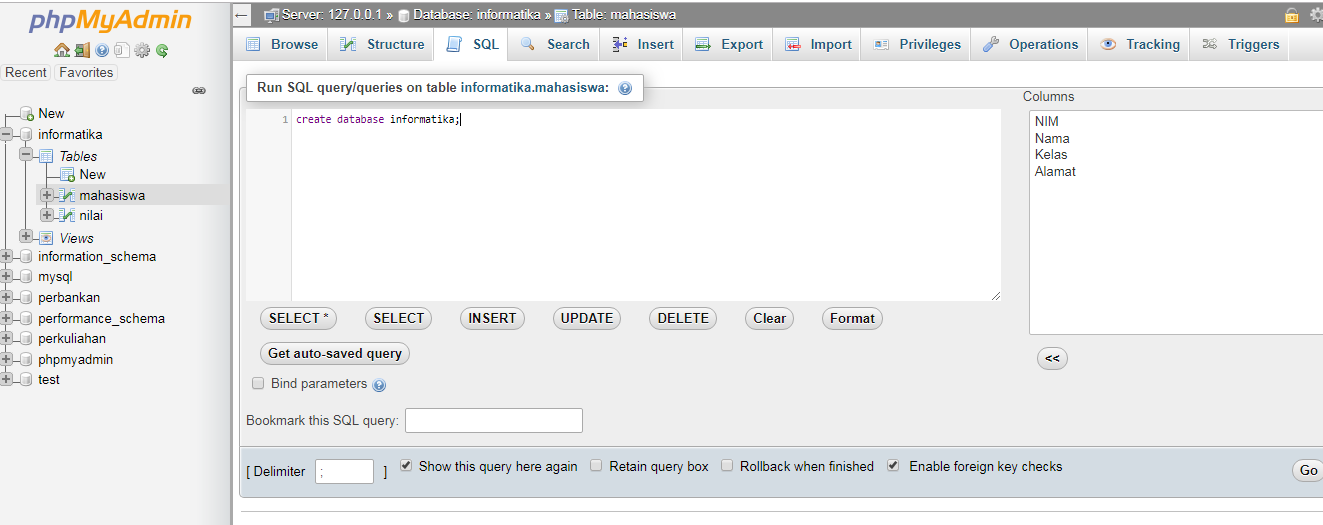 phpMyAdmin
Recent Favorites
New
informatika
Tables
New
mahasiswa
nilai
Views
information_schema
mysql
perbankan
performance_schema
perkuliahan
phpmyadmin
test
Server: 127.0.0.1 » Database: informatika » Table: mahasiswa
Browse Structure SQL Search Insert Export Import Privileges Operations Tracking Triggers
Run SQL query/queries on table informatika.mahasiswa:
1 create database informatika;
Columns
NIM
Nama
Kelas
Alamat
SELECT * SELECT INSERT UPDATE DELETE Clear Format
Get auto-saved query
<<
Bind parameters
Bookmark this SQL query:
[ Delimiter ; ] Show this query here again Retain query box Rollback when finished Enable foreign key checks Go